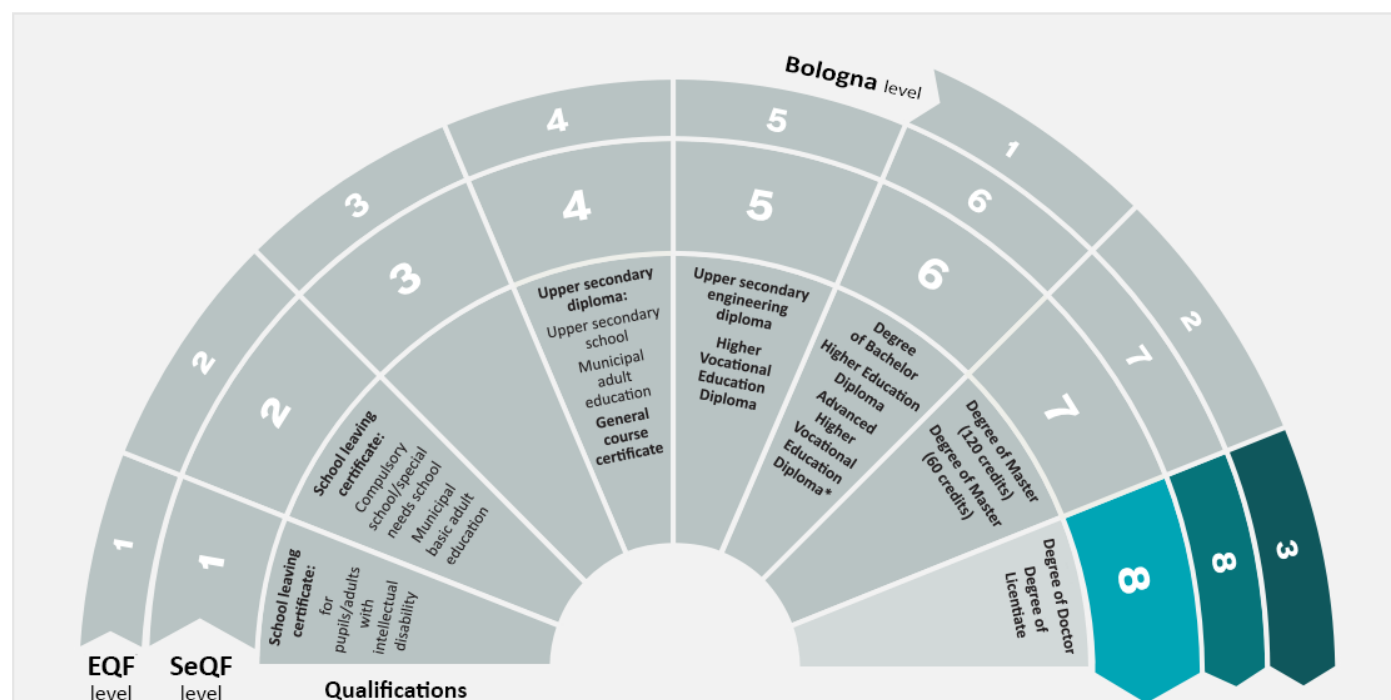 Bologna level
1
2
3
1
2
3
4
5
6
7
8
1
2
3
4
5
6
7
8
School leaving
certificate:
for
pupils/adults
with
intellectual
disability
School leaving
certificate:
Compulsory
school/special
needs school
Municipal
basic adult
education
Upper secondary
diploma:
Upper secondary
school
Municipal
adult
education
General
course
certificate
Upper secondary
engineering
diploma
Higher
Vocational
Education
Diploma
Degree
of Bachelor
Higher Education
Diploma
Advanced
Higher
Vocational
Education
Diploma*
Degree of Master
(120 credits)
Degree of Master
(60 credits)
Degree of Doctor
Degree of
Licentiate
EQF
level
SeQF
level
Qualifications